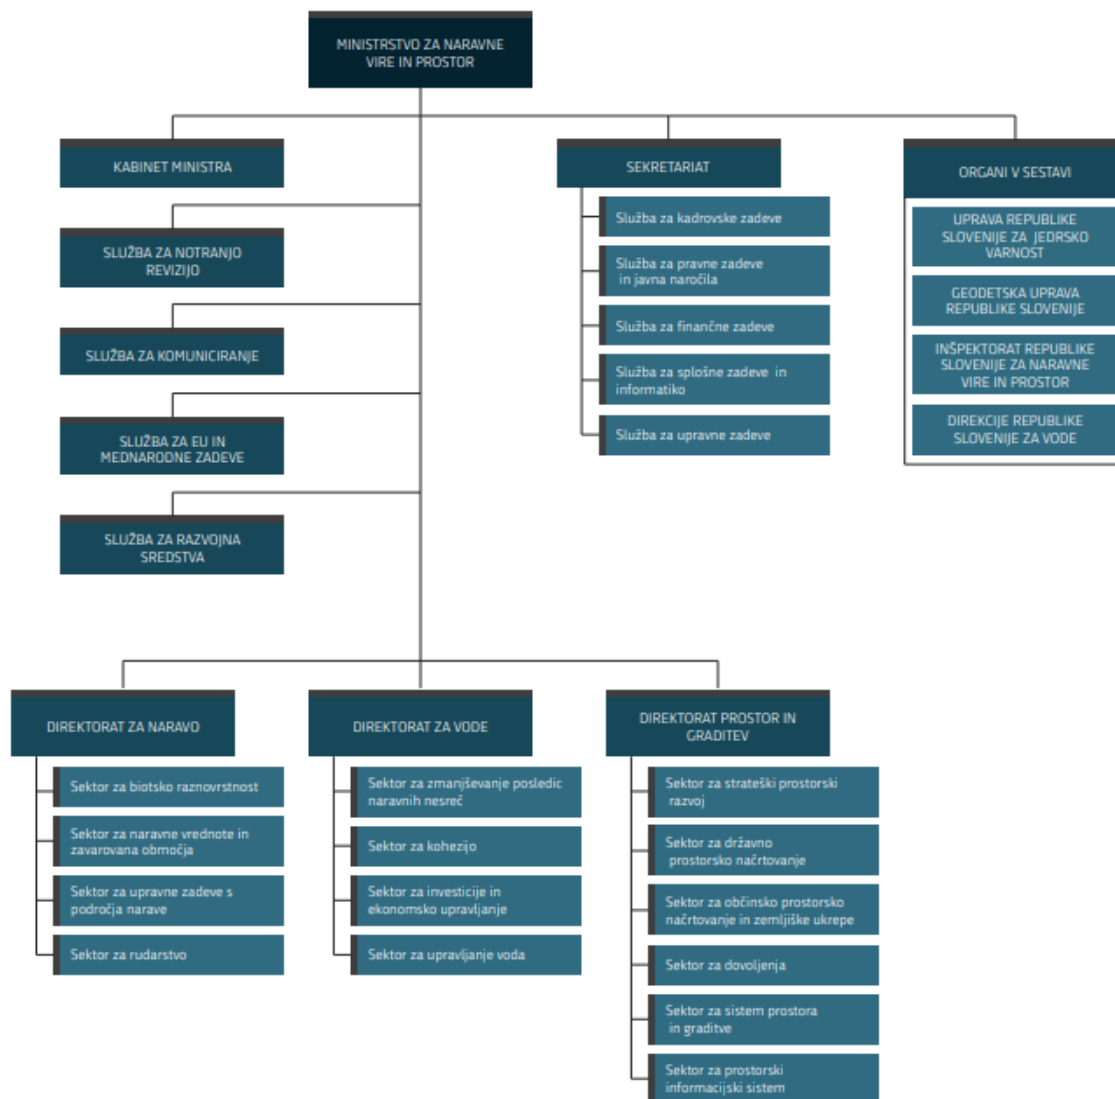 MINISTRSTVO ZA NARAVNE
VIRE IN PROSTOR
KABINET MINISTRA
SLUŽBA ZA NOTRANJO
REVIZIJO
SLUŽBA ZA KOMUNICIRANJE
SLUŽBA ZA EU IN
MEDNARODNE ZADEVE
SLUŽBA ZA RAZVOJNA
SREDSTVA
SEKRETARIAT
Služba za kadrovske zadeve
Služba za pravne zadeve
in javna naročila
Služba za finančne zadeve
Služba za splošne zadeve in
informatiko
Služba za upravne zadeve
ORGANI V SESTAVI
UPRAVA REPUBLIKE
SLOVENIJE ZA JEDRSKO
VARNOST
GEODETSKA UPRAVA
REPUBLIKE SLOVENIJE
INŠPEKTORAT REPUBLIKE
SLOVENIJE ZA NARAVNE
VIRE IN PROSTOR
DIREKCIJE REPUBLIKE
SLOVENIJE ZA VODE
DIREKTORAT ZA NARAVO
Sektor za biotsko raznovrstnost
Sektor za naravne vrednote in
zavarovana območja
Sektor za upravne zadeve s
področja narave
Sektor za rudarstvo
DIREKTORAT ZA VODE
Sektor za zmanjševanje posledic
naravnih nesreč
Sektor za kohezijo
Sektor za investicije in
ekonomsko upravljanje
Sektor za upravljanje voda
DIREKTORAT PROSTOR IN
GRADITEV
Sektor za strateški prostorski
razvoj
Sektor za državno
prostorsko načrtovanje
Sektor za občinsko prostorsko
načrtovanje in zemljiške ukrepe
Sektor za dovoljenja
Sektor za sistem prostora
in graditve
Sektor za prostorski
informacijski sistem